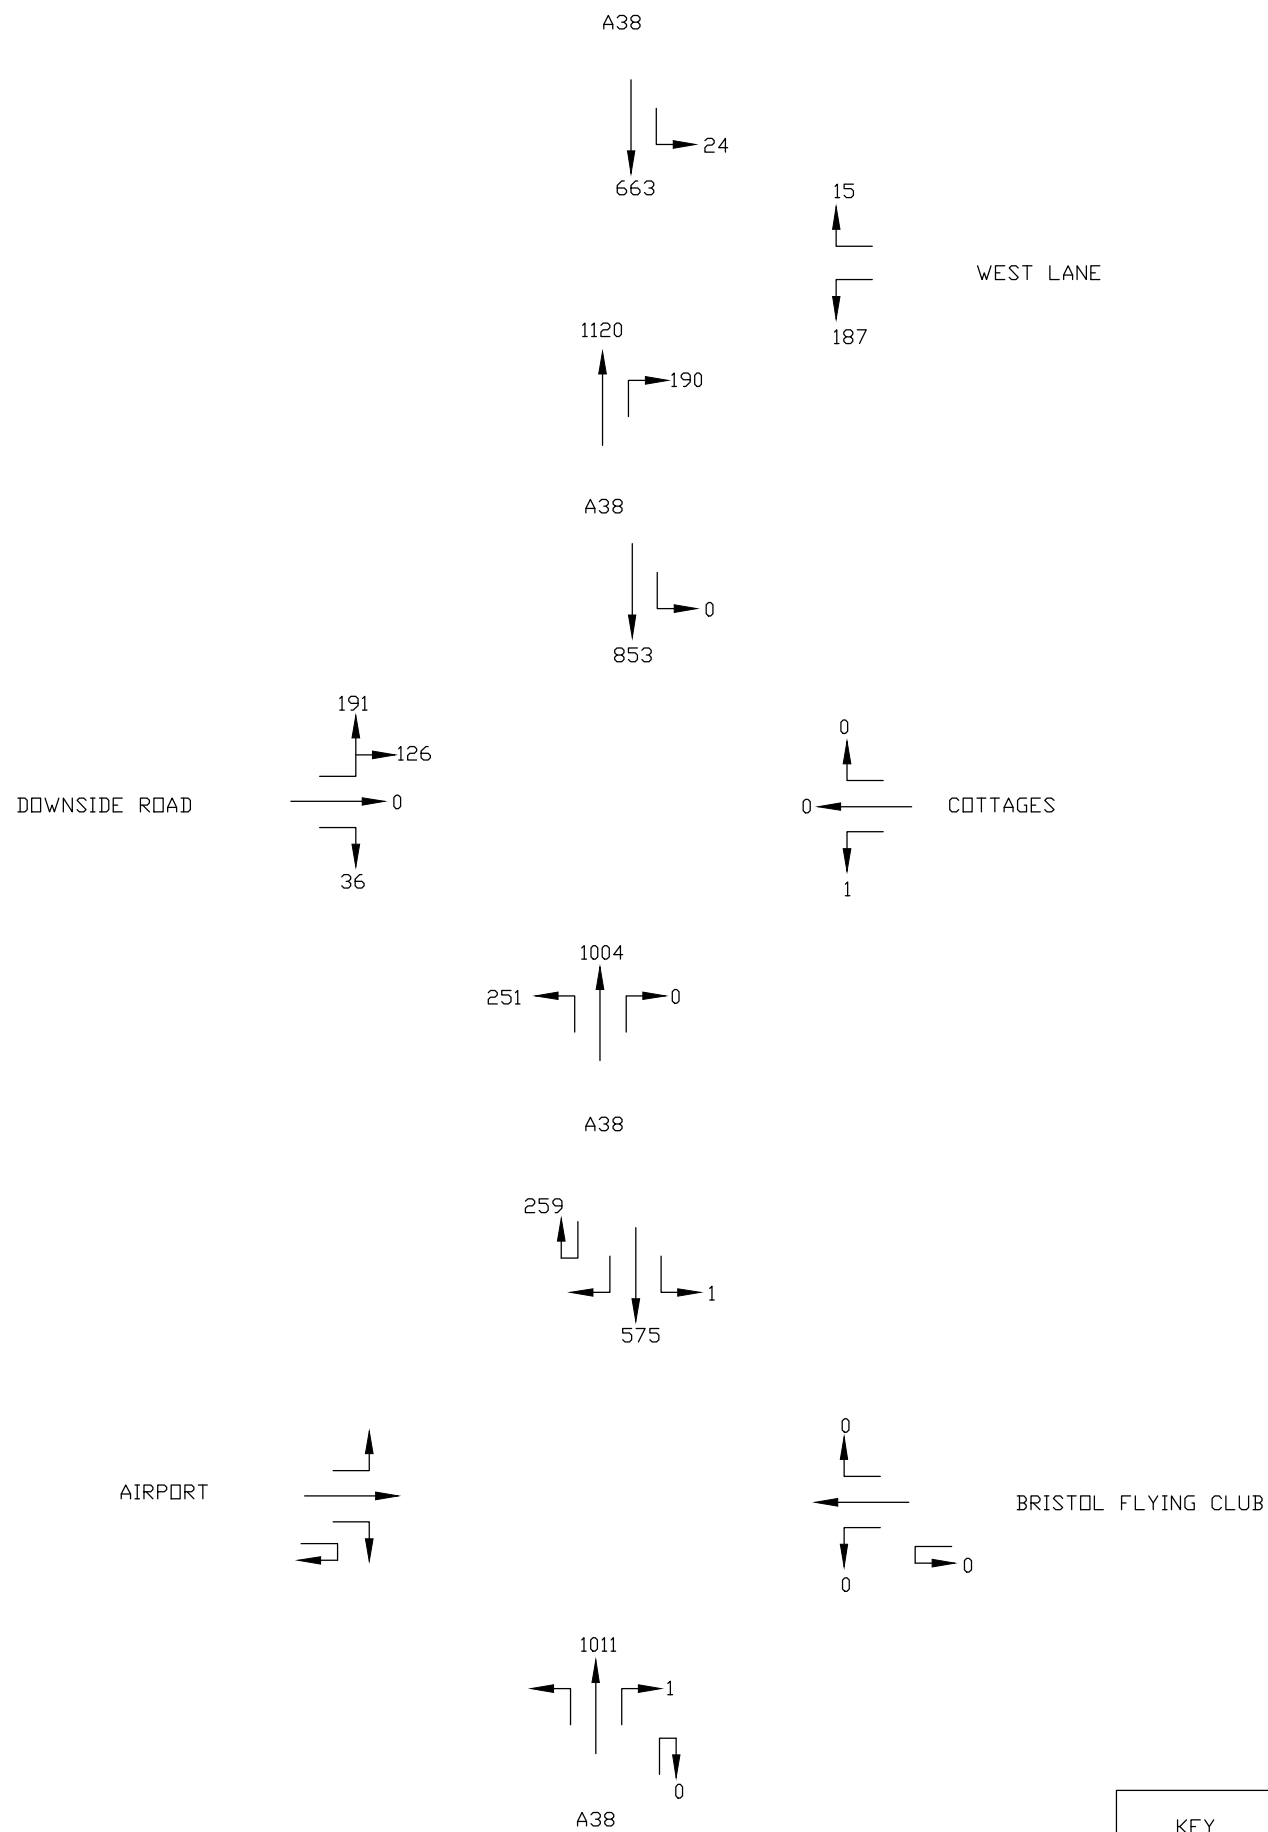 A38
24
663
15
WEST LANE
187
1120
190
A38
0
853
191
126
DOWNSIDE ROAD
0
36
0
0
COTTAGES
1
1004
251
0
A38
259
1
575
AIRPORT
0
BRISTOL FLYING CLUB
0
0
1011
1
0
A38
KEY